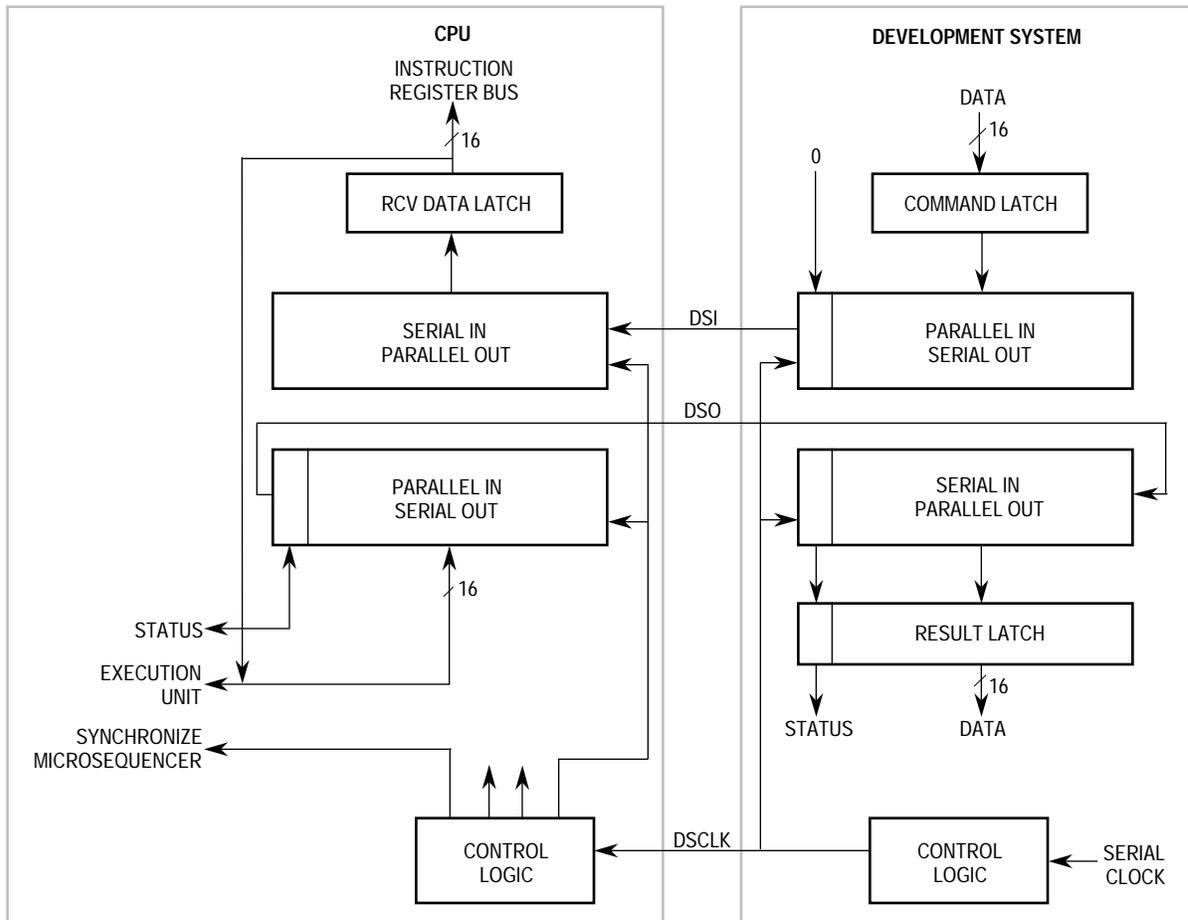 CPU
INSTRUCTION
REGISTER BUS
16
RCV DATA LATCH
SERIAL IN
PARALLEL OUT
PARALLEL IN
SERIAL OUT
16
STATUS
EXECUTION
UNIT
SYNCHRONIZE
MICROSEQUENCER
CONTROL
LOGIC
DSI
DSO
DSCLK
DEVELOPMENT SYSTEM
DATA
16
0
COMMAND LATCH
PARALLEL IN
SERIAL OUT
SERIAL IN
PARALLEL OUT
RESULT LATCH
16
STATUS
DATA
CONTROL
LOGIC
SERIAL
CLOCK